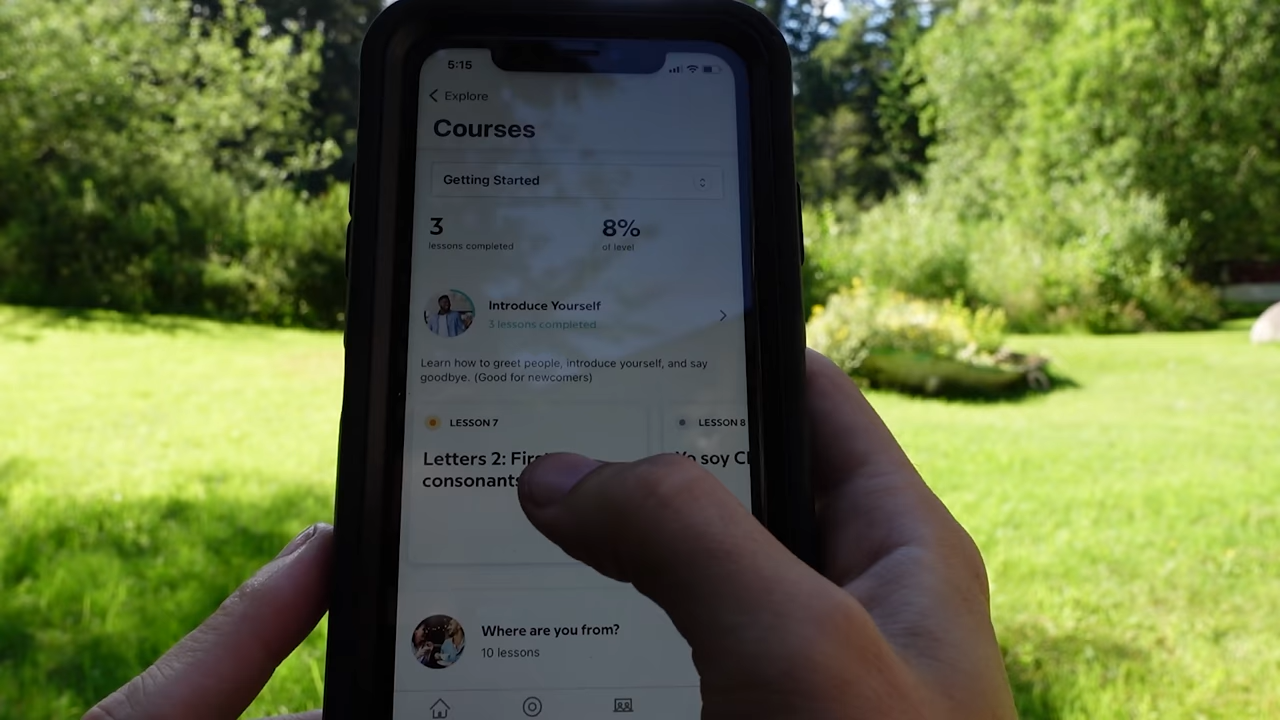 5:15
Explore
Courses
Getting Started
3
lessons completed
8%
of level
Introduce Yourself
3 lessons completed
Learn how to greet people, introduce yourself, and say
goodbye. (Good for newcomers)
LESSON 7
Letters 2:
consonants
LESSON 8
Yo soy
Where are you from?
10 lessons